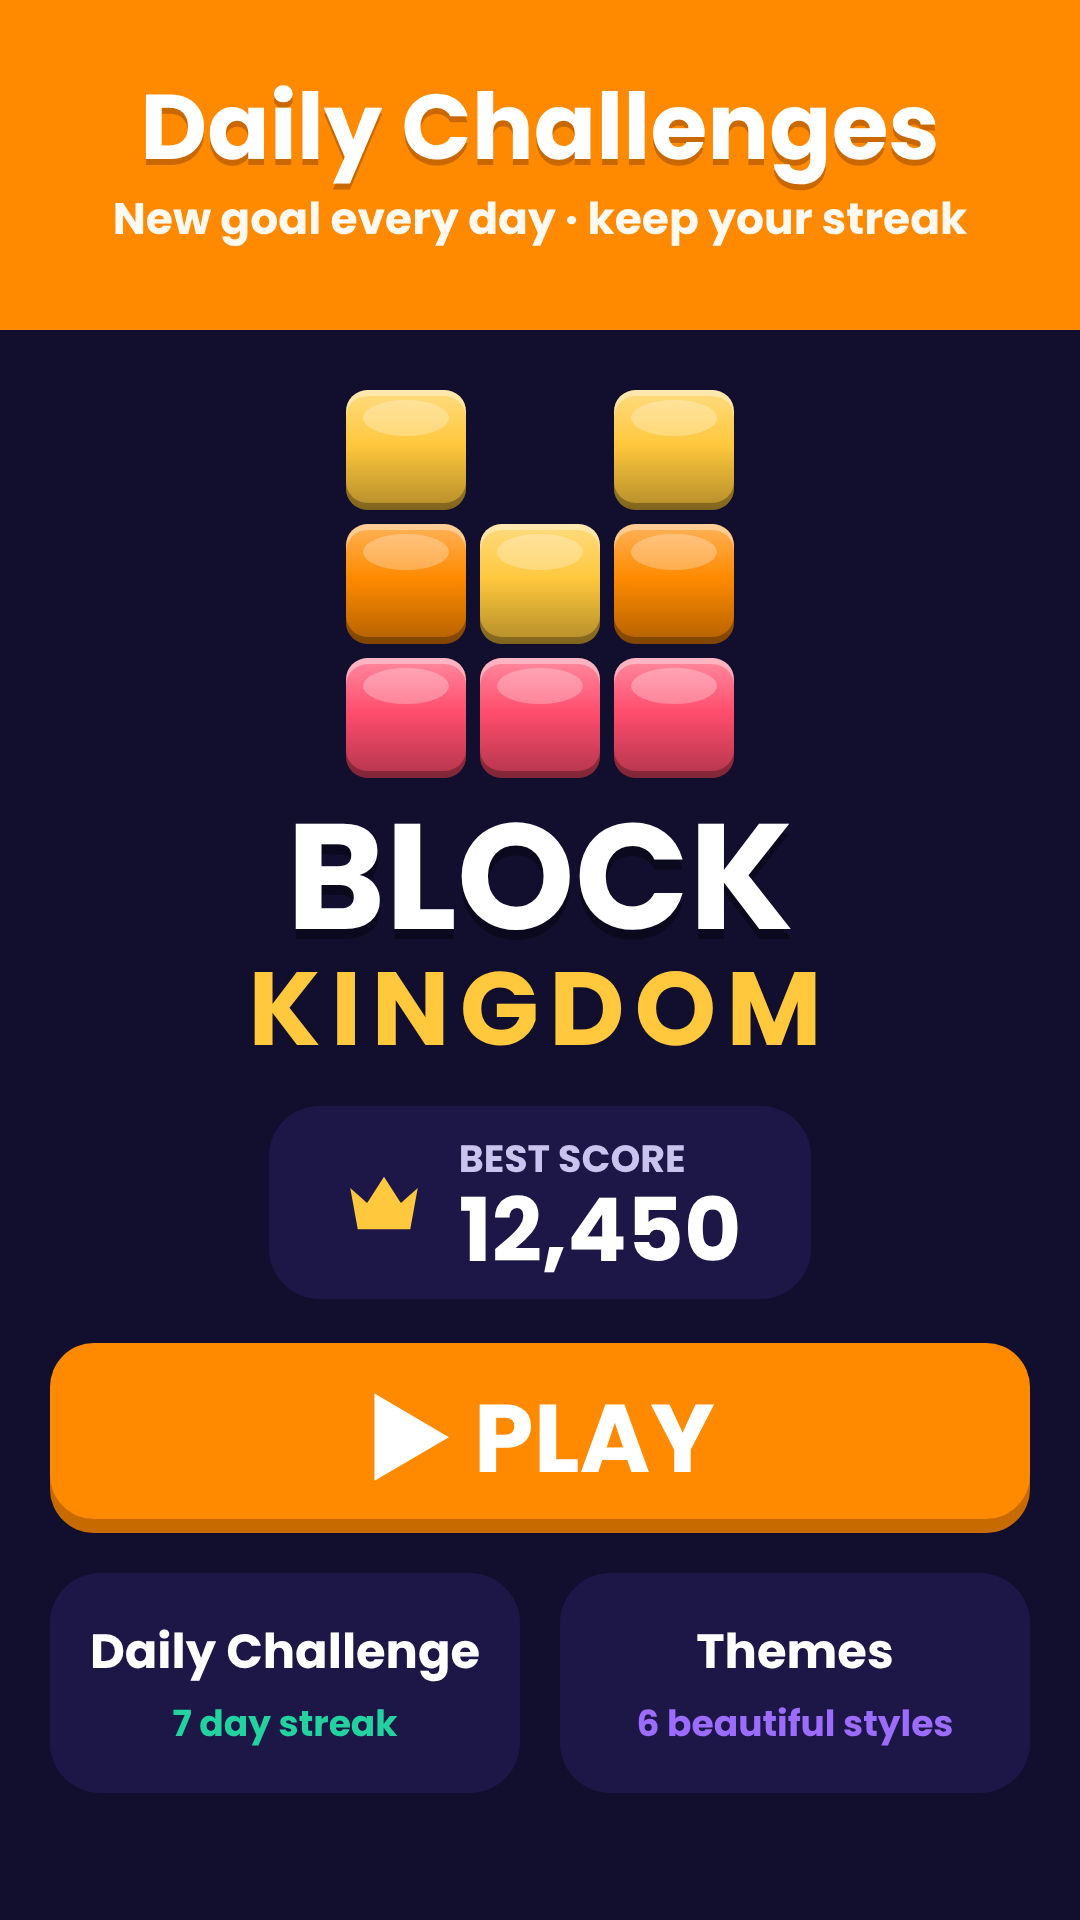 Daily Challenges
New goal every day · keep your streak
BLOCK
KINGDOM
BEST SCORE
12,450
PLAY
Daily Challenge
7 day streak
Themes
6 beautiful styles